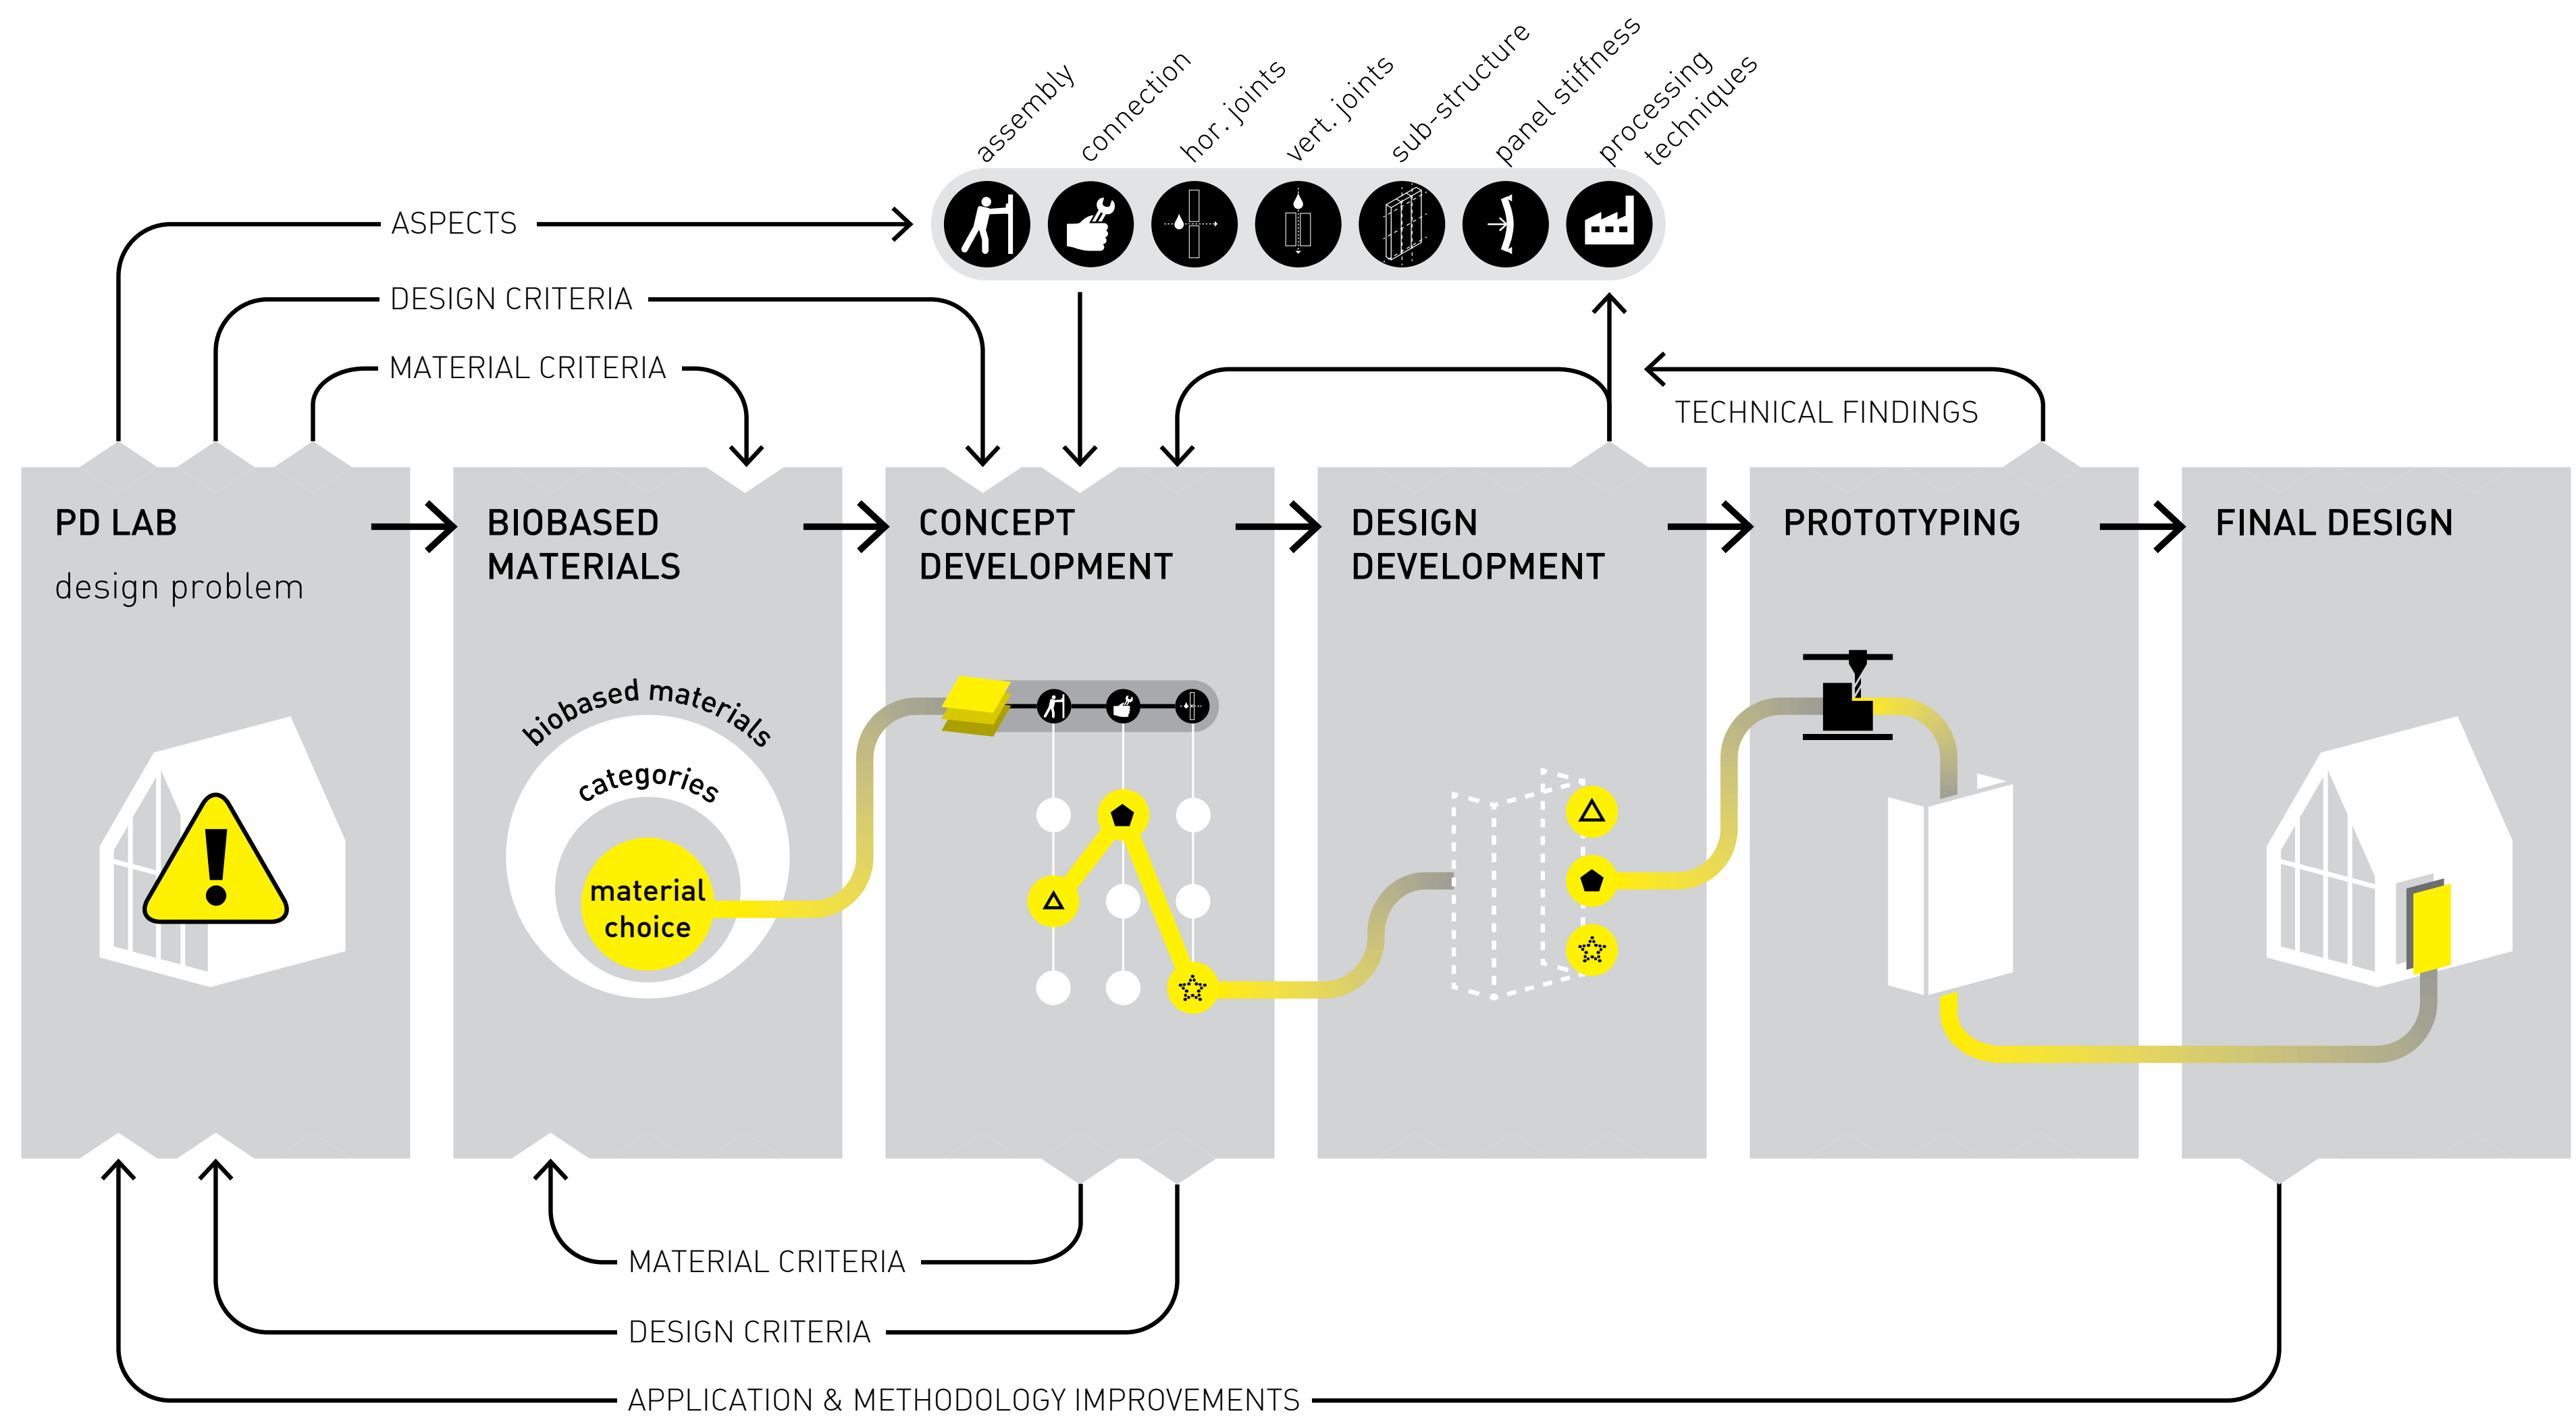 assembly
connection
hor. joints
vert. joints
sub-structure
panel stiffness
processing
techniques
ASPECTS
DESIGN CRITERIA
MATERIAL CRITERIA
TECHNICAL FINDINGS
PD LAB
design problem
BIOBASED
MATERIALS
biobased materials
categories
material
choice
CONCEPT
DEVELOPMENT
DESIGN
DEVELOPMENT
PROTOTYPING
FINAL DESIGN
!
MATERIAL CRITERIA
DESIGN CRITERIA
APPLICATION & METHODOLOGY IMPROVEMENTS